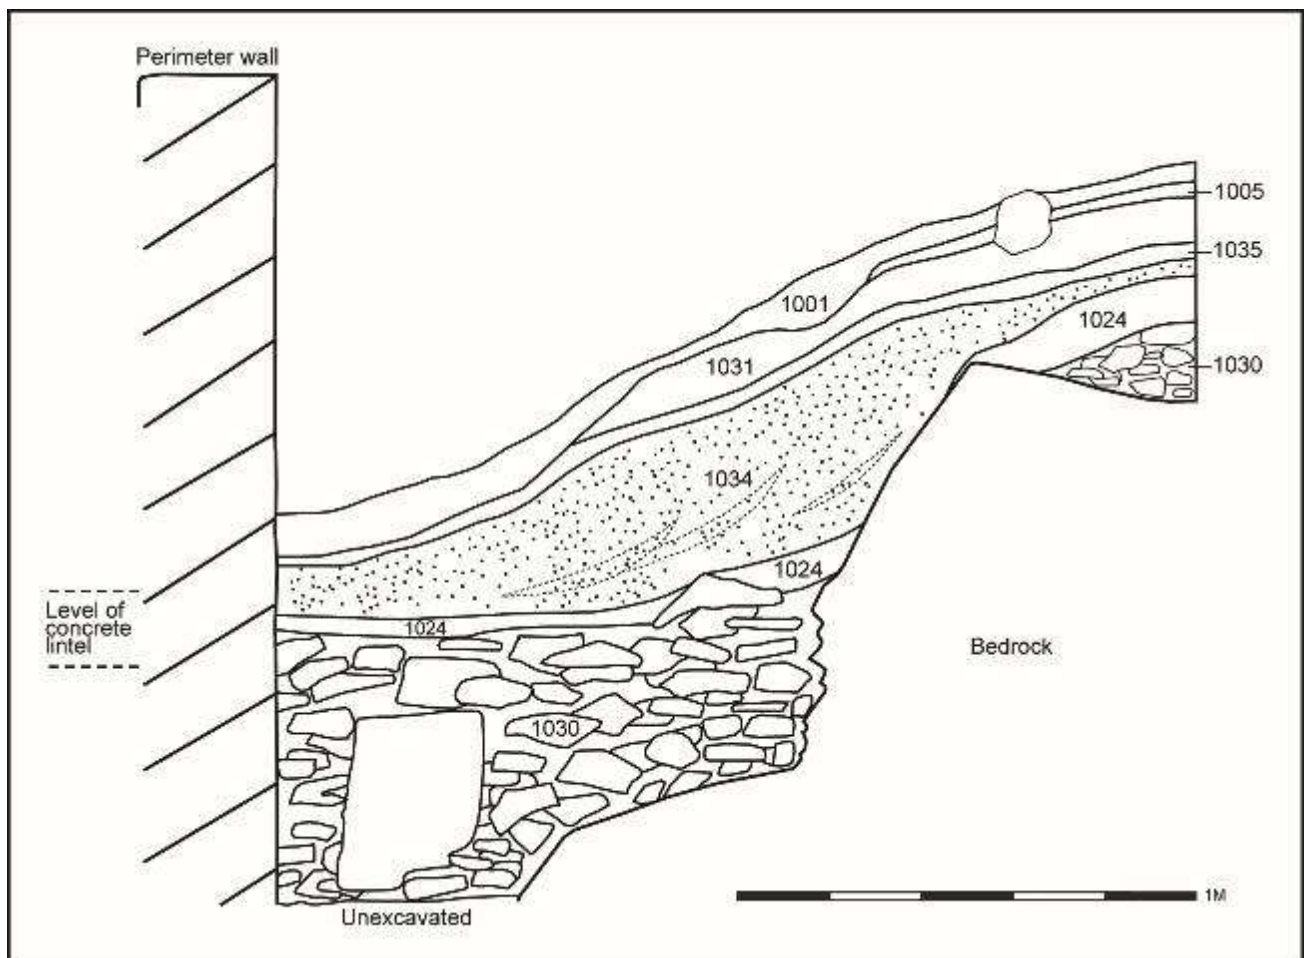 Perimeter wall
1005
1035
1001
1024
1031
1030
1034
1024
Level of
concrete
lintel
1024
Bedrock
1030
1M
Unexcavated